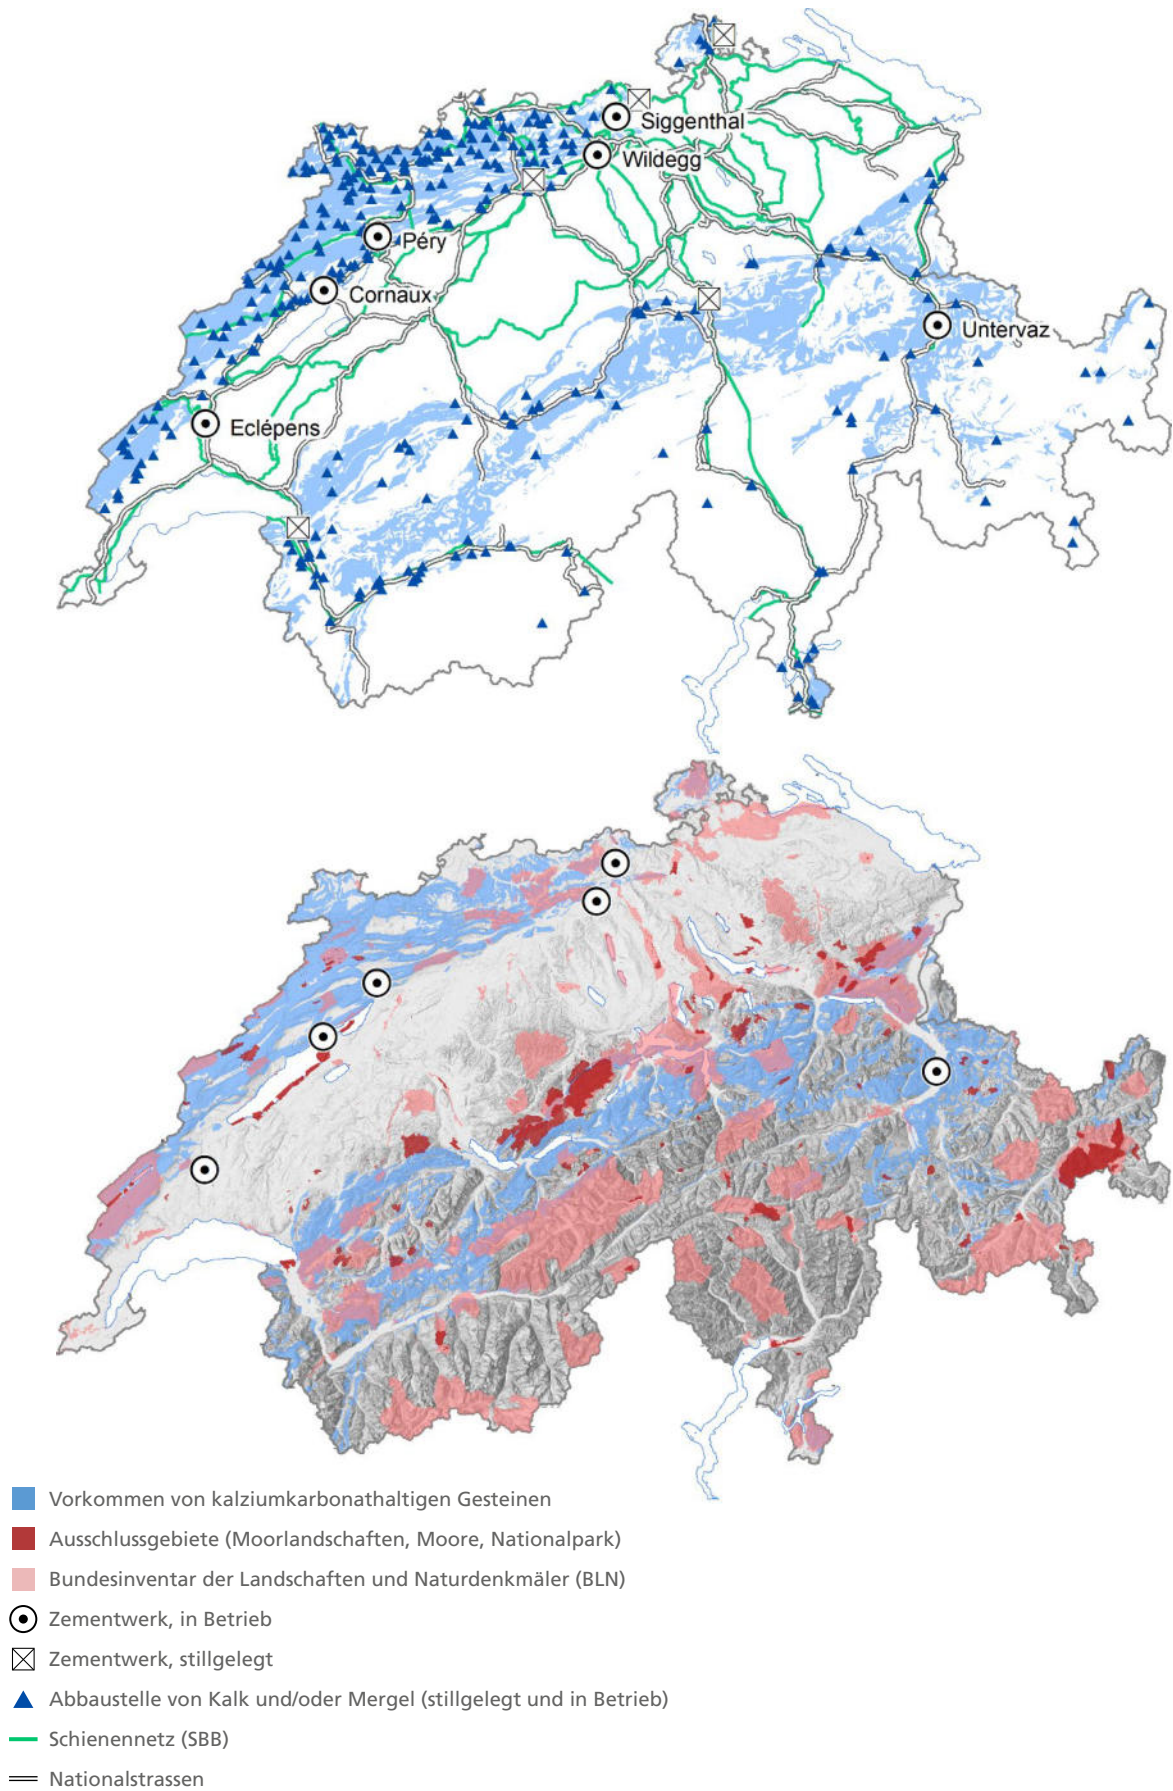 Siggenthal
Wildegg
Péry
Cornaux
Untervaz
Eclépens
Vorkommen von kalziumkarbonathaltigen Gesteinen
Ausschlussgebiete (Moorlandschaften, Moore, Nationalpark)
Bundesinventar der Landschaften und Naturdenkmäler (BLN)
Zementwerk, in Betrieb
Zementwerk, stillgelegt
Abbaustelle von Kalk und/oder Mergel (stillgelegt und in Betrieb)
Schienennetz (SBB)
Nationalstrassen